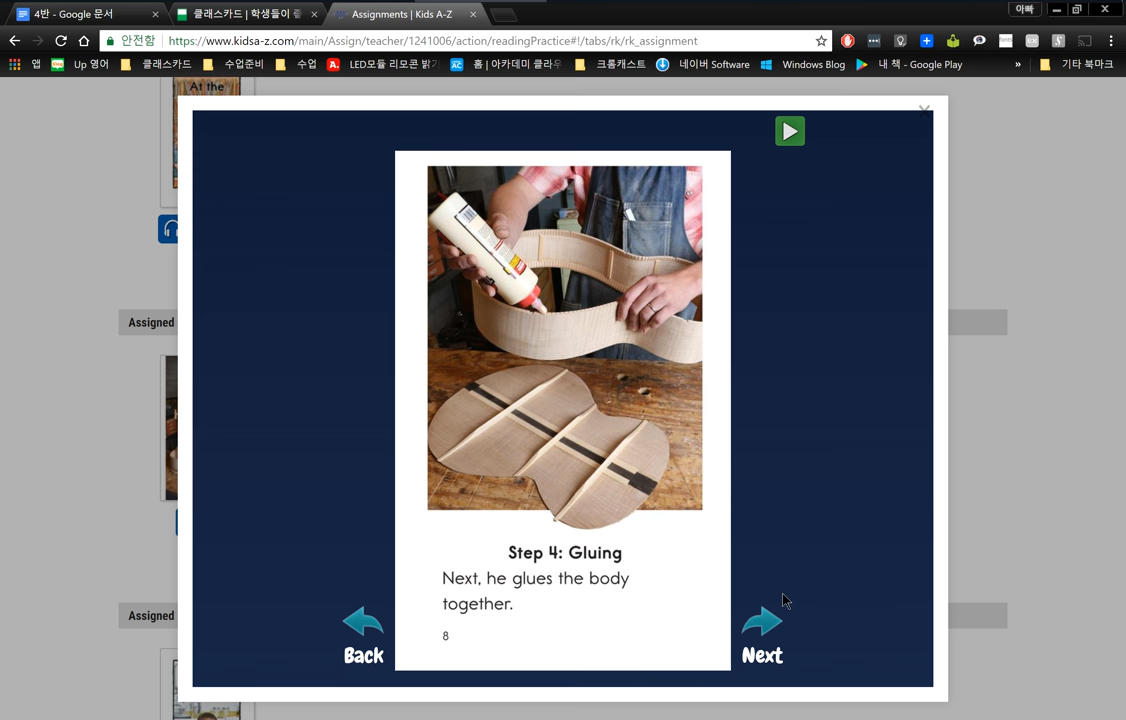 4반 - Google 문서
클래스카드 | 학생들이 즐
Assignments | Kids A-Z
아빠
안전함
https://www.kidsa-z.com/main/Assign/teacher/1241006/action/readingPractice#!/tabs/rk/rk_assignment
앱
Up 영어
클래스카드
수업준비
수업
LED모듈 리모콘 밝기
홈 | 아카데미 클라우
크롬캐스트
네이버 Software
Windows Blog
내 책 - Google Play
»
기타 북마크
At the
Assigned
Assigned
Step 4: Gluing
Next, he glues the body
together.
8
Back
Next